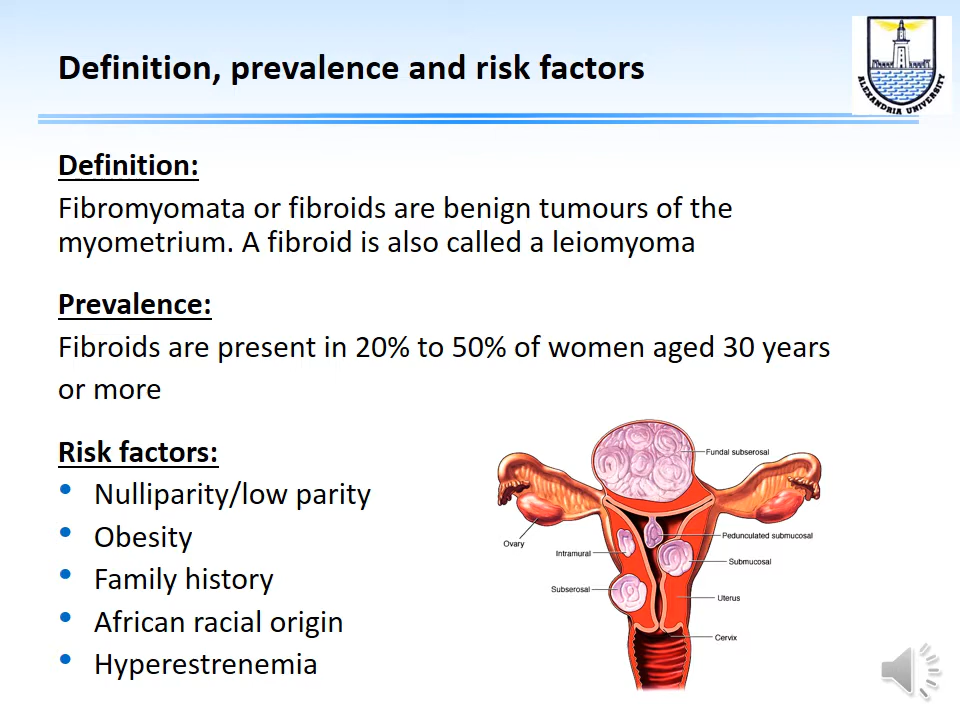 Definition, prevalence and risk factors
ALEXANDRIA UNIVERSITY
Definition:
Fibromyomata or fibroids are benign tumours of the
myometrium. A fibroid is also called a leiomyoma
Prevalence:
Fibroids are present in 20% to 50% of women aged 30 years
or more
Risk factors:
• Nulliparity/low parity
• Obesity
• Family history
• African racial origin
• Hyperestrenemia
Fundal subserosal
Ovary
Pedunculated submucosal
Intramural
Submucosal
Subserosal
Uterus
Cervix